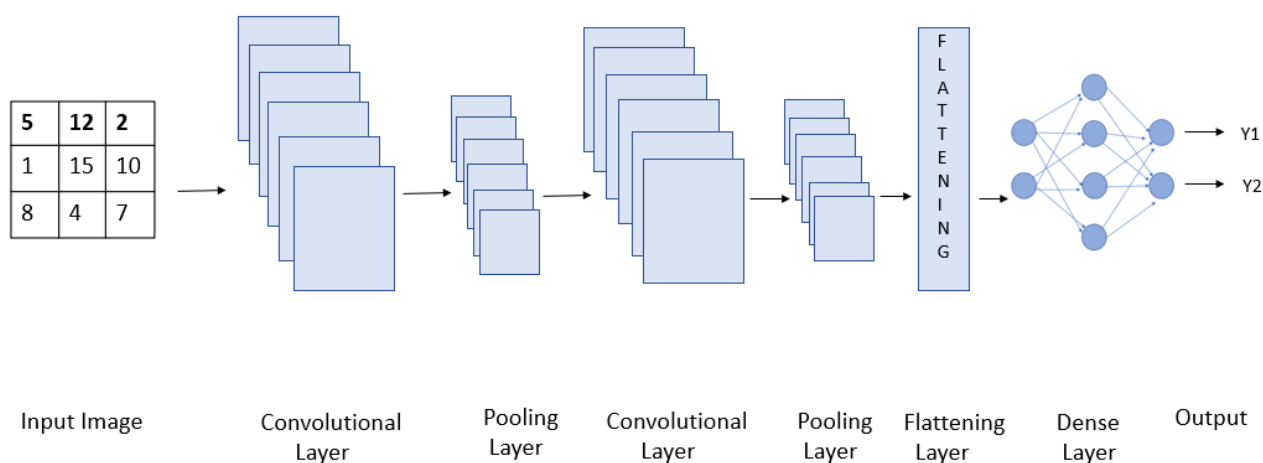 5 12 2
1 15 10
8 4 7
FLATTENING
Y1
Y2
Input Image
Convolutional
Layer
Pooling
Layer
Convolutional
Layer
Pooling
Layer
Flattening
Layer
Dense
Layer
Output